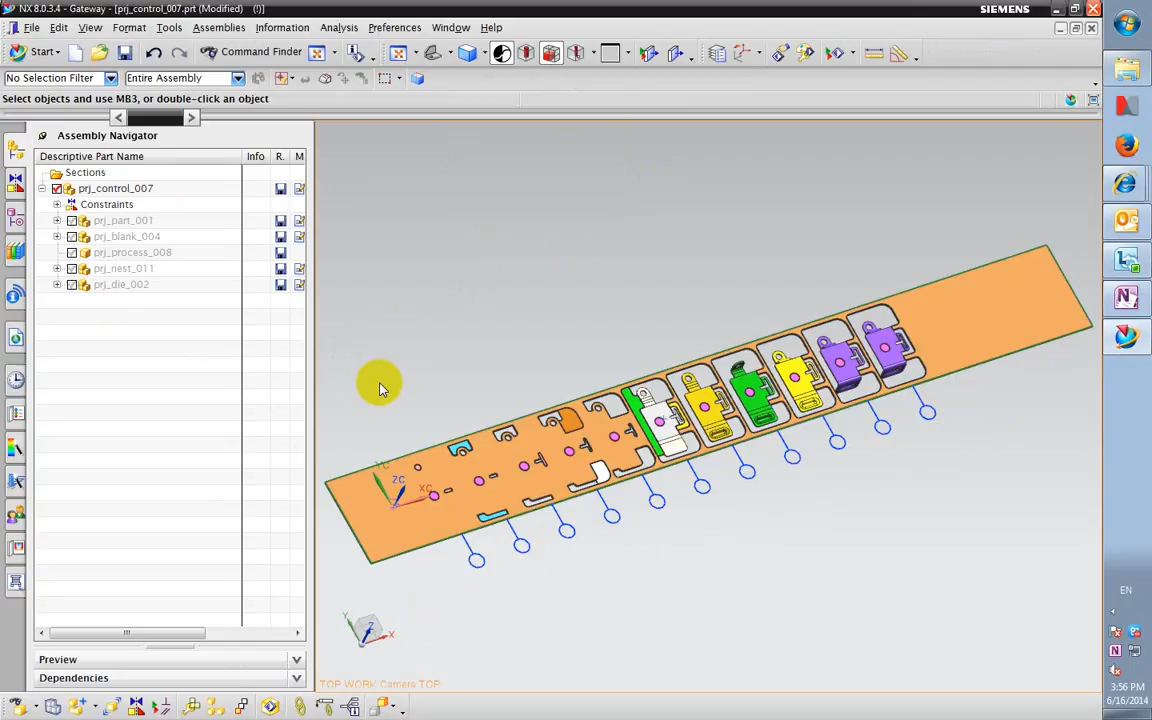 NX 8.0.3.4 - Gateway - [prj_control_007.prt (Modified) (!)]
SIEMENS
File Edit View Format Tools Assemblies Information Analysis Preferences Window Help
Start
Command Finder
No Selection Filter
Entire Assembly
Select objects and use MB3, or double-click an object
Assembly Navigator
Descriptive Part Name Info R. M
Sections
prj_control_007
Constraints
prj_part_001
prj_blank_004
prj_process_008
prj_nest_011
prj_die_002
YC
ZC
XC
Y
Z
X
Preview
Dependencies
TOP WORK Camera TOP
EN
3:56 PM
6/16/2014